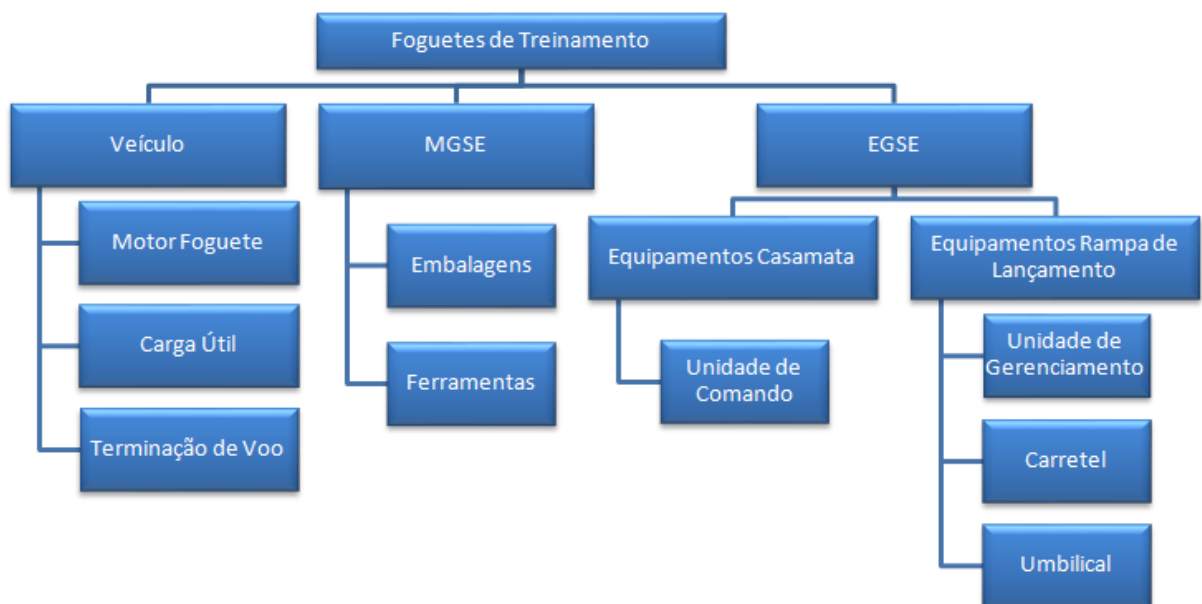 Foguetes de Treinamento
Veículo
MGSE
EGSE
Motor Foguete
Carga Útil
Terminação de Voo
Embalagens
Ferramentas
Equipamentos Casamata
Unidade de
Comando
Equipamentos Rampa de
Lançamento
Unidade de
Gerenciamento
Carretel
Umbilical